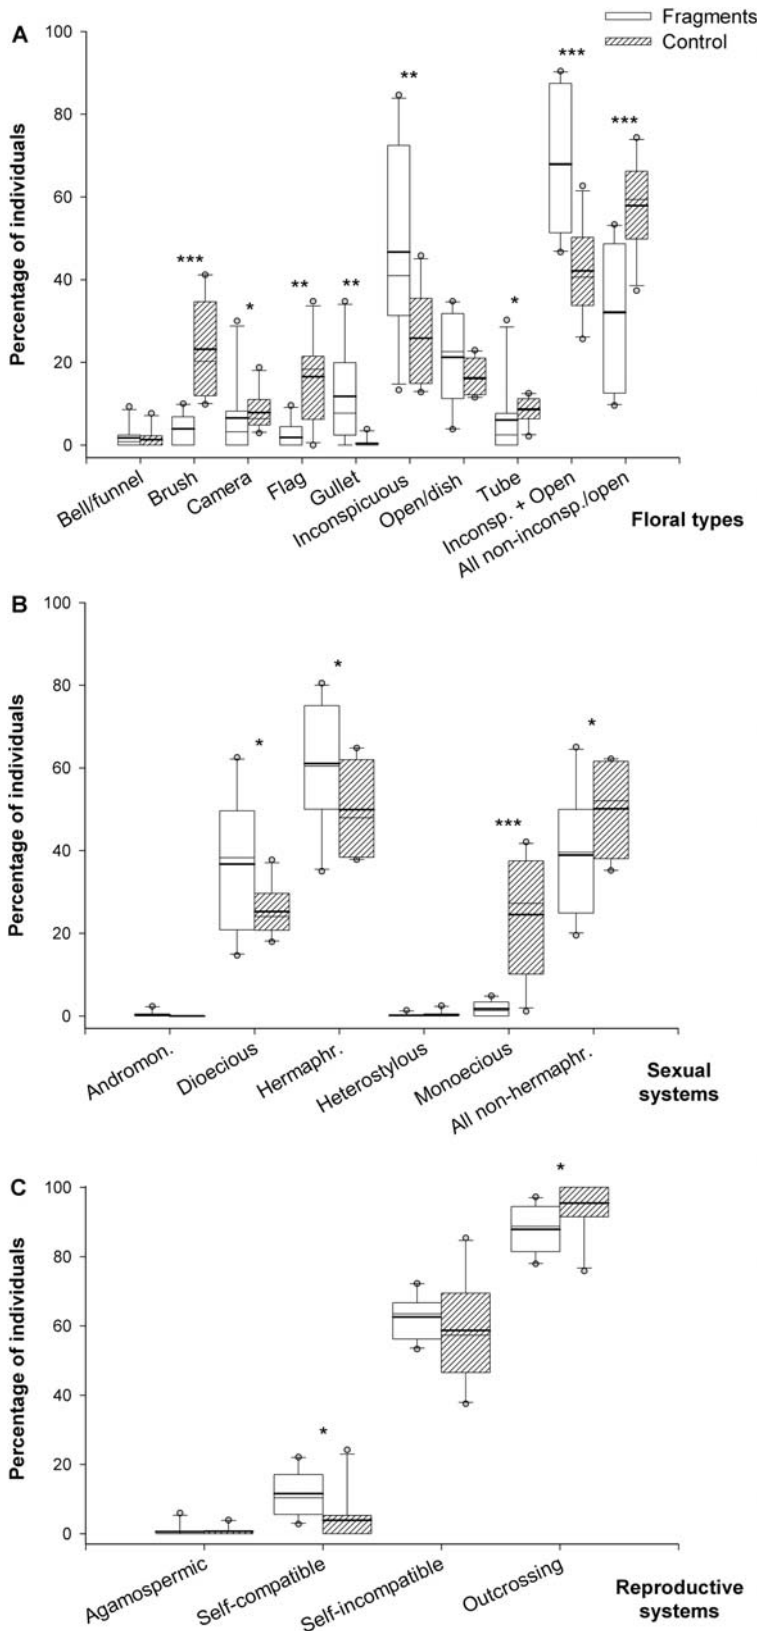 A
Fragments
Control
Percentage of individuals
100
80
60
40
20
0
***
*
**
**
**
*
***
***
Bell/funnel
Brush
Camera
Flag
Gullet
Inconspicuous
Open/dish
Tube
Inconsp. + Open
All non-inconsp./open
Floral types
B
Percentage of individuals
100
80
60
40
20
0
*
*
***
*
Andromon.
Dioecious
Hermaphr.
Heterostylous
Monoecious
All non-hermaphr.
Sexual
systems
C
Percentage of individuals
100
80
60
40
20
0
*
*
Agamospermic
Self-compatible
Self-incompatible
Outcrossing
Reproductive
systems